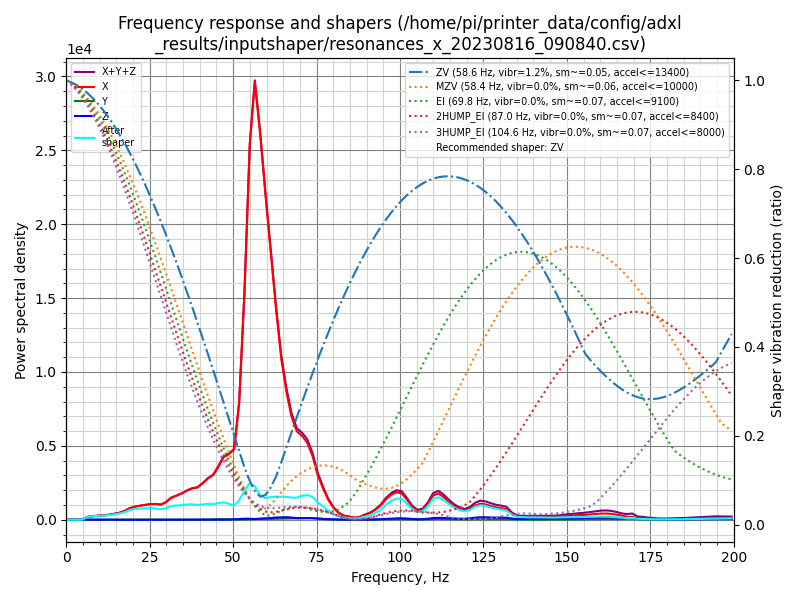 Frequency response and shapers (/home/pi/printer_data/config/adxl
_results/inputshaper/resonances_x_20230816_090840.csv)
1e4
X+Y+Z
X
Y
Z
After
shaper
ZV (58.6 Hz, vibr=1.2%, sm~=0.05, accel<=13400)
MZV (58.4 Hz, vibr=0.0%, sm~=0.06, accel<=10000)
EI (69.8 Hz, vibr=0.0%, sm~=0.07, accel<=9100)
2HUMP_EI (87.0 Hz, vibr=0.0%, sm~=0.07, accel<=8400)
3HUMP_EI (104.6 Hz, vibr=0.0%, sm~=0.07, accel<=8000)
Recommended shaper: ZV
Power spectral density
3.0
2.5
2.0
1.5
1.0
0.5
0.0
1.0
0.8
0.6
0.4
0.2
0.0
Shaper vibration reduction (ratio)
0 25 50 75 100 125 150 175 200
Frequency, Hz